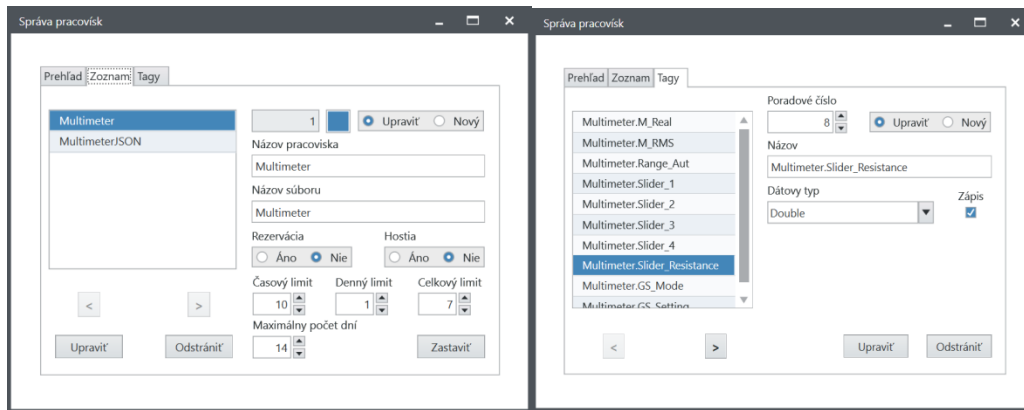 Správa pracovísk
Prehľad Zoznam Tagy
Multimeter
MultimeterJSON
1 Upraviť Nový
Názov pracoviska
Multimeter
Názov súboru
Multimeter
Rezervácia Hostia
Áno Nie Áno Nie
Časový limit Denný limit Celkový limit
10 1 7
Maximálny počet dní
14
< >
Upraviť Odstrániť Zastaviť
Správa pracovísk
Prehľad Zoznam Tagy
Multimeter.M_Real
Multimeter.M_RMS
Multimeter.Range_Aut
Multimeter.Slider_1
Multimeter.Slider_2
Multimeter.Slider_3
Multimeter.Slider_4
Multimeter.Slider_Resistance
Multimeter.GS_Mode
Multimeter.GS_Setting
Poradové číslo
8 Upraviť Nový
Názov
Multimeter.Slider_Resistance
Dátovy typ Zápis
Double
< >
Upraviť Odstrániť